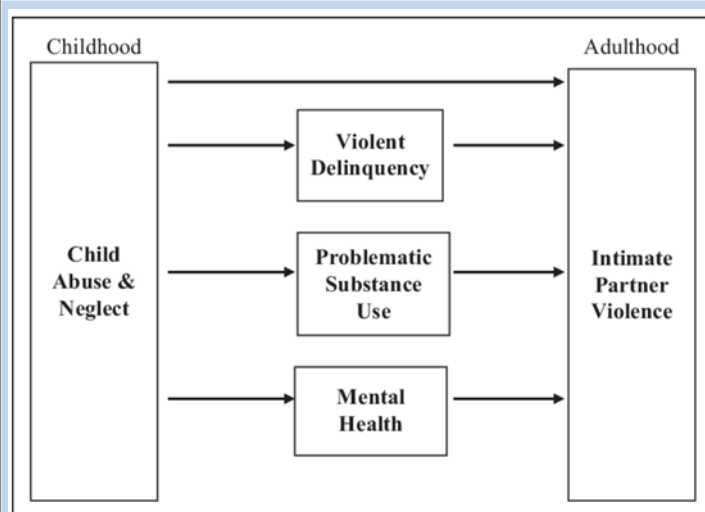 Childhood
Adulthood
Violent
Delinquency
Child
Abuse &
Neglect
Problematic
Substance
Use
Intimate
Partner
Violence
Mental
Health